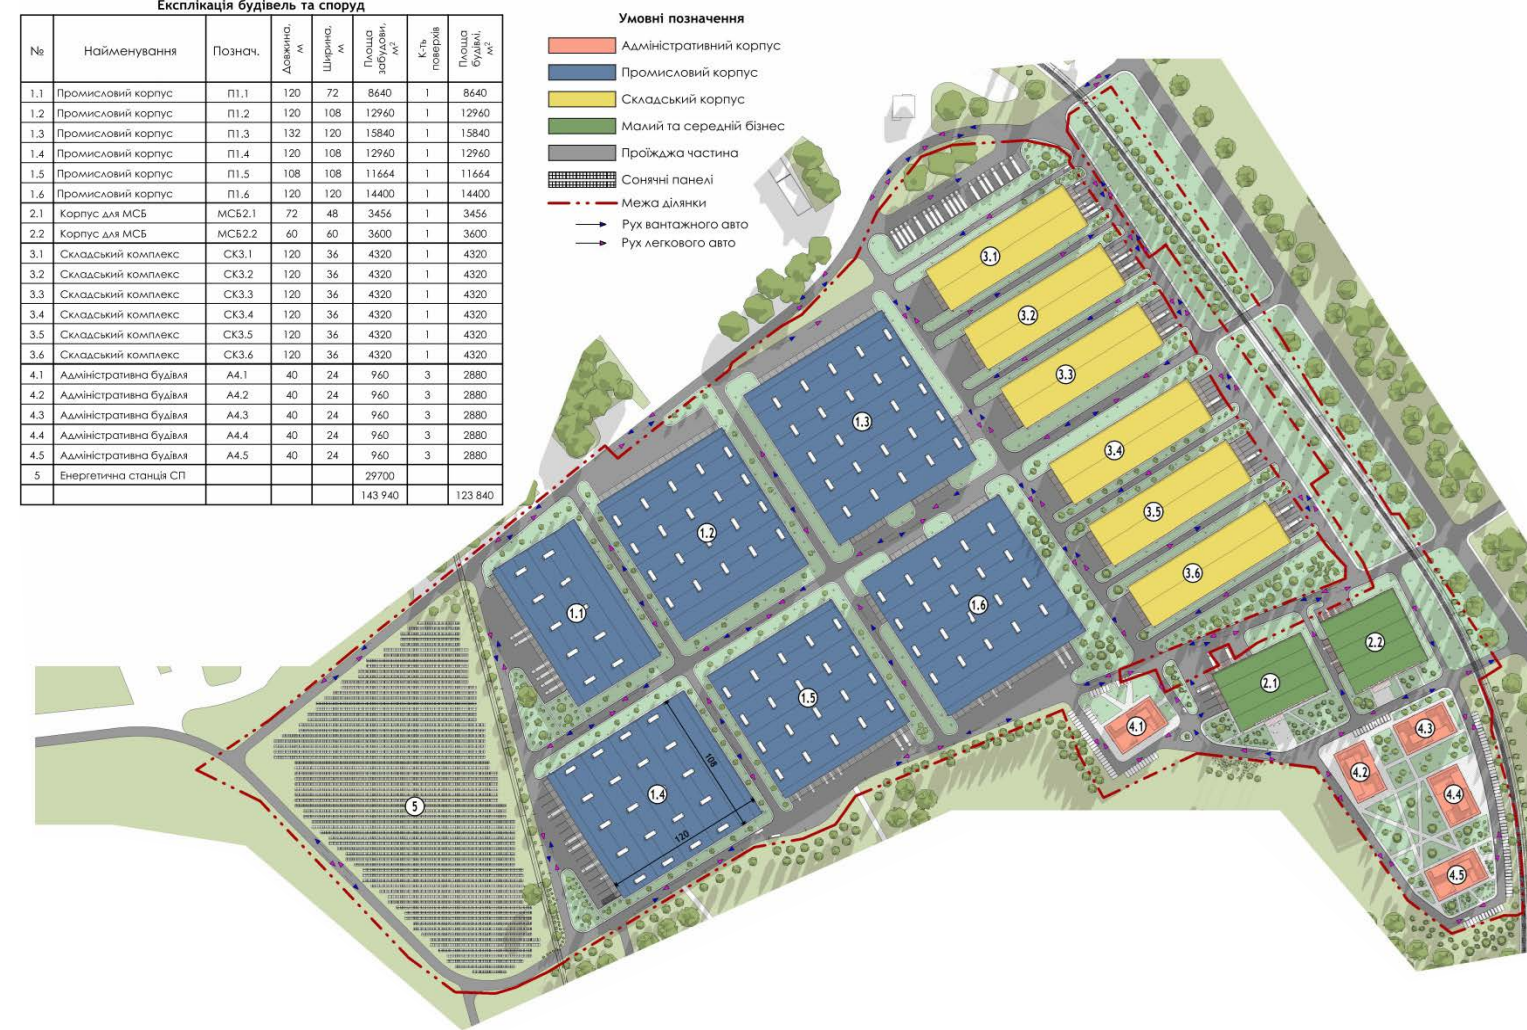 Експлікація будівель та споруд
№ Найменування Познач. Довжина, м Ширина, м Площа забудови, м² К-ть поверхів Площа будівлі, м²
1.1 Промисловий корпус П1.1 120 72 8640 1 8640
1.2 Промисловий корпус П1.2 120 108 12960 1 12960
1.3 Промисловий корпус П1.3 132 120 15840 1 15840
1.4 Промисловий корпус П1.4 120 108 12960 1 12960
1.5 Промисловий корпус П1.5 108 108 11664 1 11664
1.6 Промисловий корпус П1.6 120 120 14400 1 14400
2.1 Корпус для МСБ МСБ2.1 72 48 3456 1 3456
2.2 Корпус для МСБ МСБ2.2 60 60 3600 1 3600
3.1 Складський комплекс СК3.1 120 36 4320 1 4320
3.2 Складський комплекс СК3.2 120 36 4320 1 4320
3.3 Складський комплекс СК3.3 120 36 4320 1 4320
3.4 Складський комплекс СК3.4 120 36 4320 1 4320
3.5 Складський комплекс СК3.5 120 36 4320 1 4320
3.6 Складський комплекс СК3.6 120 36 4320 1 4320
4.1 Адміністративна будівля А4.1 40 24 960 3 2880
4.2 Адміністративна будівля А4.2 40 24 960 3 2880
4.3 Адміністративна будівля А4.3 40 24 960 3 2880
4.4 Адміністративна будівля А4.4 40 24 960 3 2880
4.5 Адміністративна будівля А4.5 40 24 960 3 2880
5 Енергетична станція СП 29700
143 940 123 840
Умовні позначення
Адміністративний корпус
Промисловий корпус
Складський корпус
Малий та середній бізнес
Проїжджа частина
Сонячні панелі
Межа ділянки
Рух вантажного авто
Рух легкового авто
3.1
3.2
3.3
1.3
3.4
3.5
1.2
3.6
1.6
1.1
2.2
2.1
1.5
4.1
4.3
108
4.2
1.4
4.4
5
120
4.5